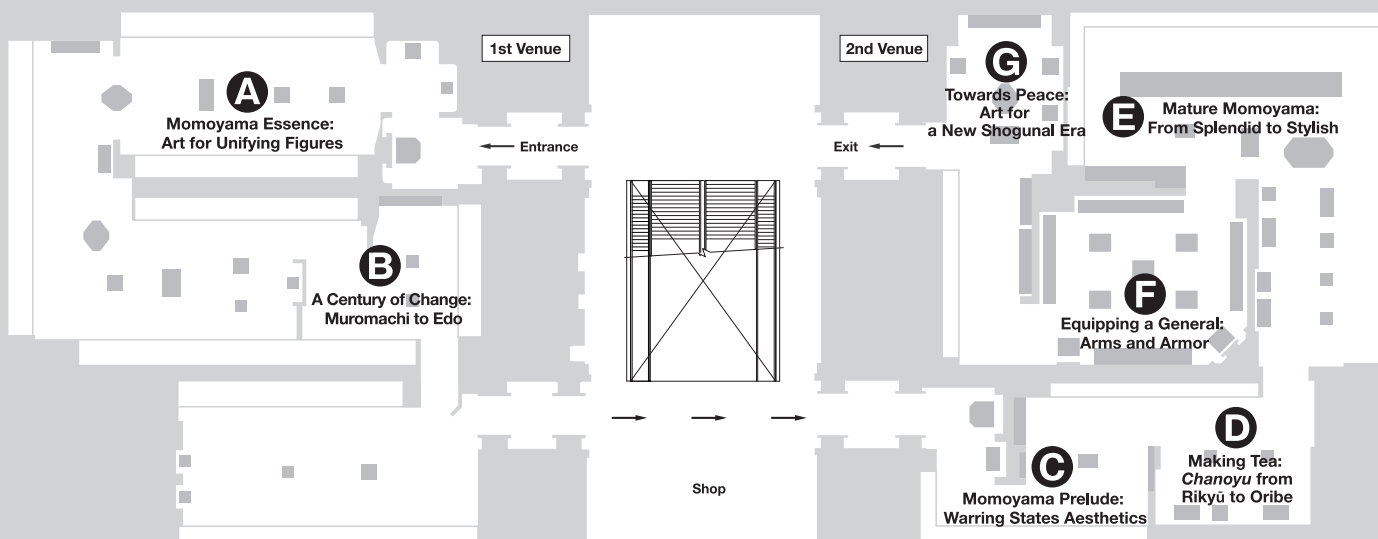 1st Venue
A
Momoyama Essence:
Art for Unifying Figures
Entrance
B
A Century of Change:
Muromachi to Edo
Shop
2nd Venue
Exit
C
Momoyama Prelude:
Warring States Aesthetics
D
Making Tea:
Chanoyu from
Rikyū to Oribe
E
Mature Momoyama:
From Splendid to Stylish
F
Equipping a General:
Arms and Armor
G
Towards Peace:
Art for
a New Shogunal Era